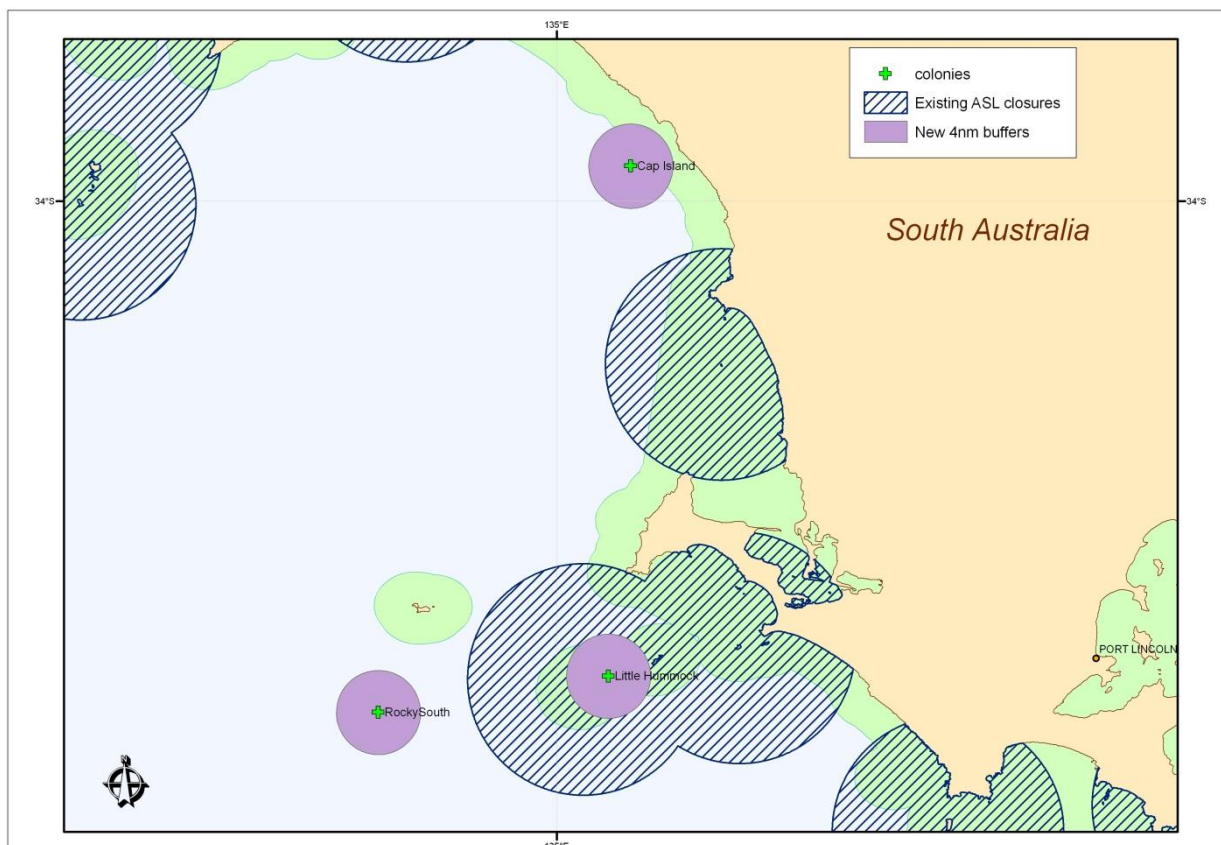 135°E
colonies
Existing ASL closures
New 4nm buffers
Cap Island
34°S
34°S
South Australia
PORT LINCOLN
Little Hummock
RockySouth
135°E